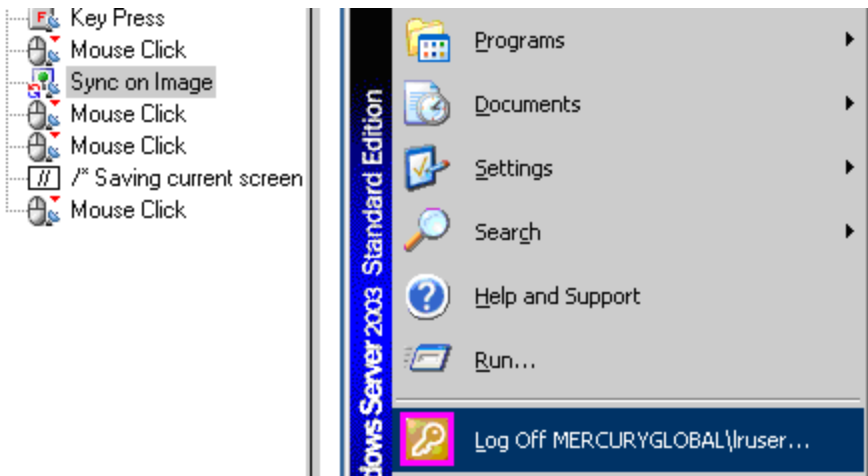 Key Press
Mouse Click
Sync on Image
Mouse Click
Mouse Click
// /* Saving current screen
Mouse Click
dows Server 2003 Standard Edition
Programs
Documents
Settings
Search
Help and Support
Run...
Log Off MERCURYGLOBAL\lruser...